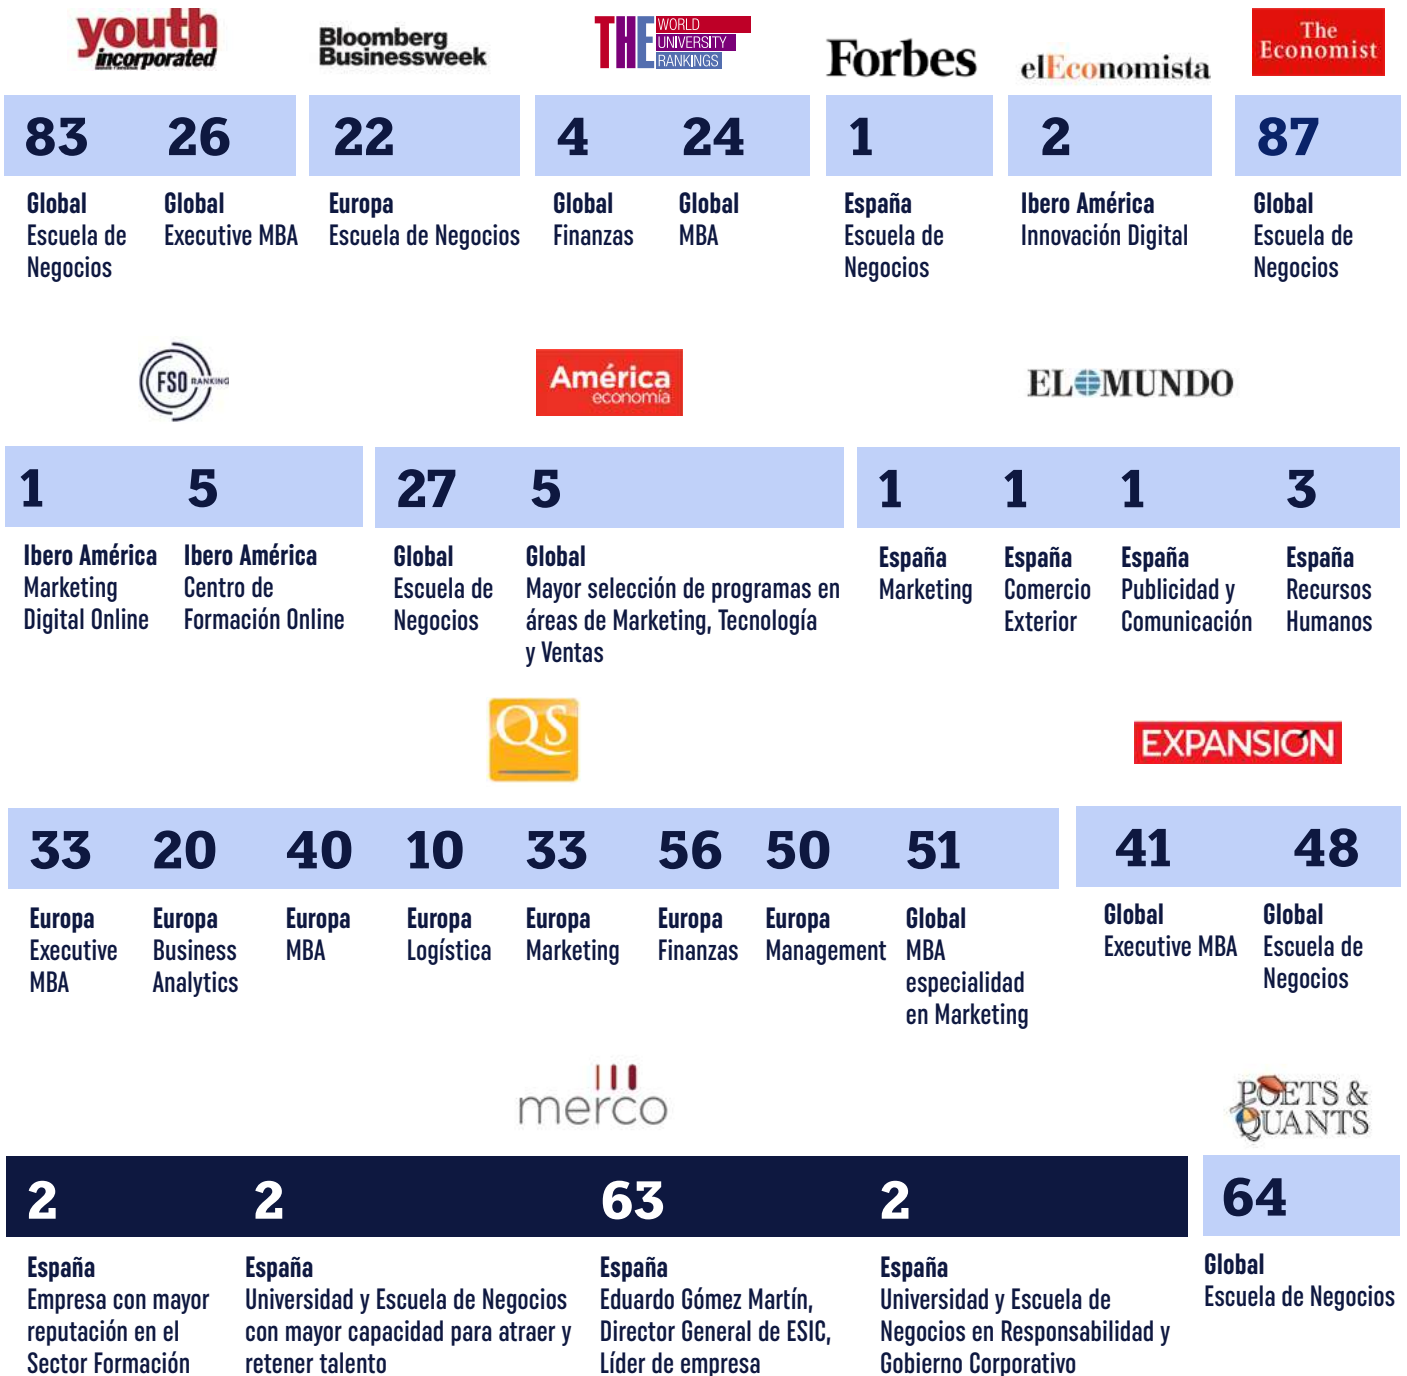 youth
incorporated
Bloomberg
Businessweek
THE WORLD
UNIVERSITY
RANKINGS
Forbes
elEconomista
The
Economist
83
26
22
4
24
1
2
87
Global
Escuela de
Negocios
Global
Executive MBA
Europa
Escuela de Negocios
Global
Finanzas
Global
MBA
España
Escuela de
Negocios
Ibero América
Innovación Digital
Global
Escuela de
Negocios
FSO RANKING
América
economía
EL MUNDO
1
5
27
5
1
1
1
3
Ibero América
Marketing
Digital Online
Ibero América
Centro de
Formación Online
Global
Escuela de
Negocios
Global
Mayor selección de programas en
áreas de Marketing, Tecnología
y Ventas
España
Marketing
España
Comercio
Exterior
España
Publicidad y
Comunicación
España
Recursos
Humanos
QS
EXPANSIÓN
33
20
40
10
33
56
50
51
41
48
Europa
Executive
MBA
Europa
Business
Analytics
Europa
MBA
Europa
Logística
Europa
Marketing
Europa
Finanzas
Europa
Management
Global
MBA
especialidad
en Marketing
Global
Executive MBA
Global
Escuela de
Negocios
merco
POETS &
QUANTS
2
2
63
2
64
España
Empresa con mayor
reputación en el
Sector Formación
España
Universidad y Escuela de Negocios
con mayor capacidad para atraer y
retener talento
España
Eduardo Gómez Martín,
Director General de ESIC,
Líder de empresa
España
Universidad y Escuela de
Negocios en Responsabilidad y
Gobierno Corporativo
Global
Escuela de Negocios